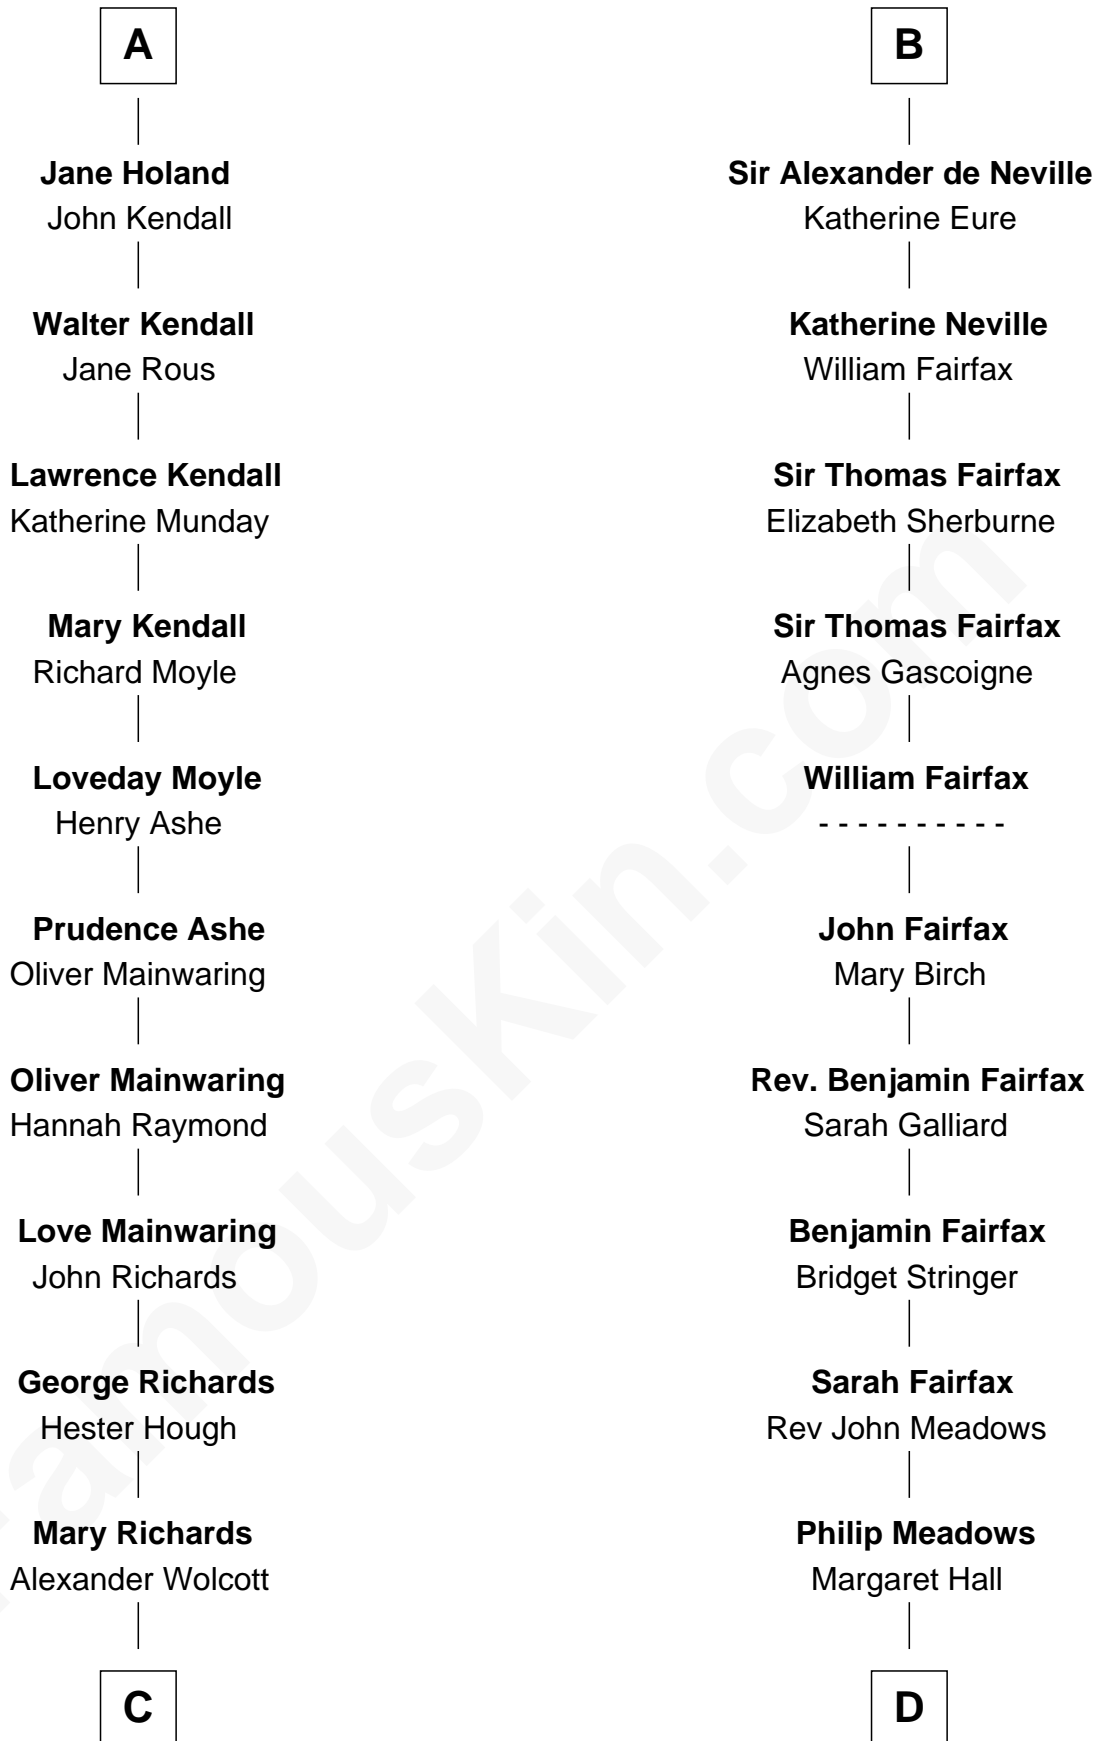 A
Jane Holand
John Kendall
Walter Kendall
Jane Rous
Lawrence Kendall
Katherine Munday
Mary Kendall
Richard Moyle
Loveday Moyle
Henry Ashe
Prudence Ashe
Oliver Mainwaring
Oliver Mainwaring
Hannah Raymond
Love Mainwaring
John Richards
George Richards
Hester Hough
Mary Richards
Alexander Wolcott
C
B
Sir Alexander de Neville
Katherine Eure
Katherine Neville
William Fairfax
Sir Thomas Fairfax
Elizabeth Sherburne
Sir Thomas Fairfax
Agnes Gascoigne
William Fairfax
- - - - - - - - - -
John Fairfax
Mary Birch
Rev. Benjamin Fairfax
Sarah Galliard
Benjamin Fairfax
Bridget Stringer
Sarah Fairfax
Rev John Meadows
Philip Meadows
Margaret Hall
D
FamousKin.com